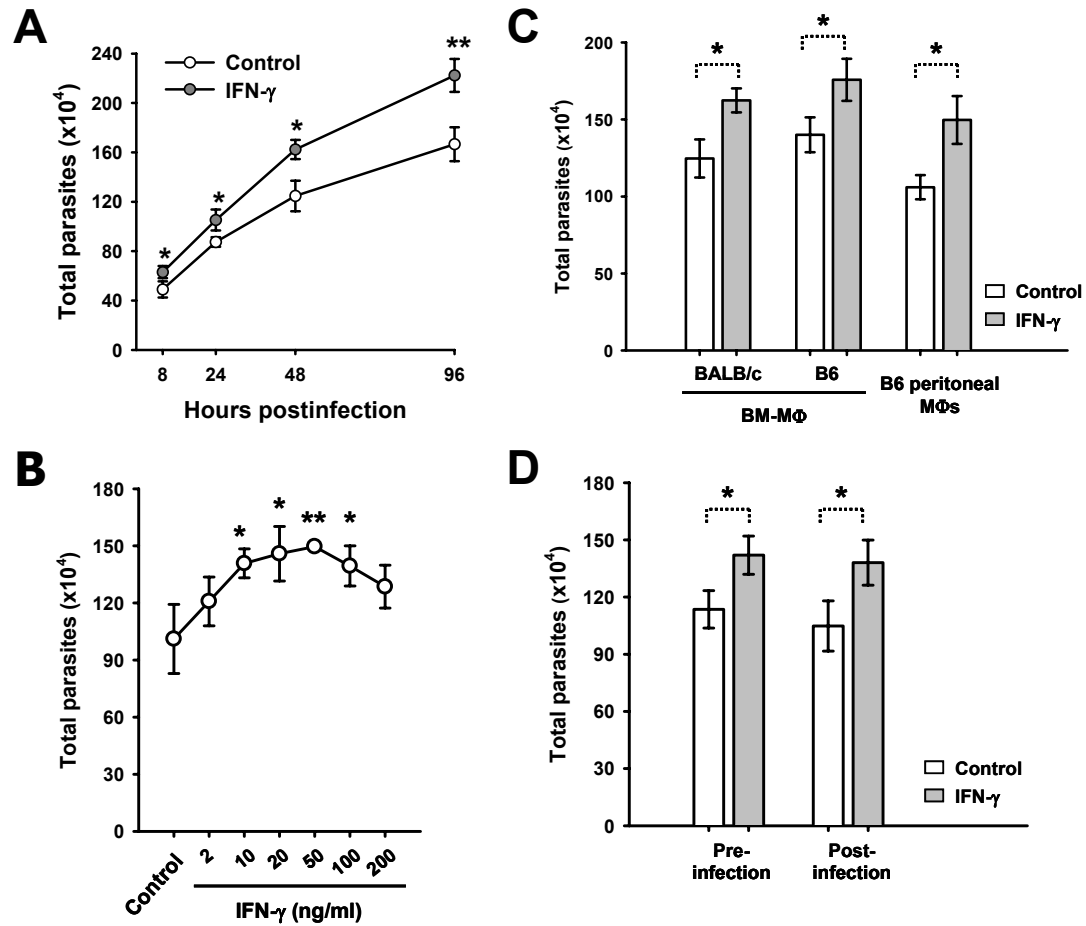 A
Total parasites (x10⁴)
240
200
160
120
80
40
0
Control
IFN-γ
*
*
*
**
8 24 48 96
Hours postinfection
C
Total parasites (x10⁴)
200
150
100
50
0
*
*
*
Control
IFN-γ
BALB/c B6
BM-MΦ
B6 peritoneal
MΦs
B
Total parasites (x10⁴)
180
150
120
90
60
30
0
*
*
**
*
Control 2 10 20 50 100 200
IFN-γ (ng/ml)
D
Total parasites (x10⁴)
180
150
120
90
60
30
0
*
*
Control
IFN-γ
Pre-
infection
Post-
infection